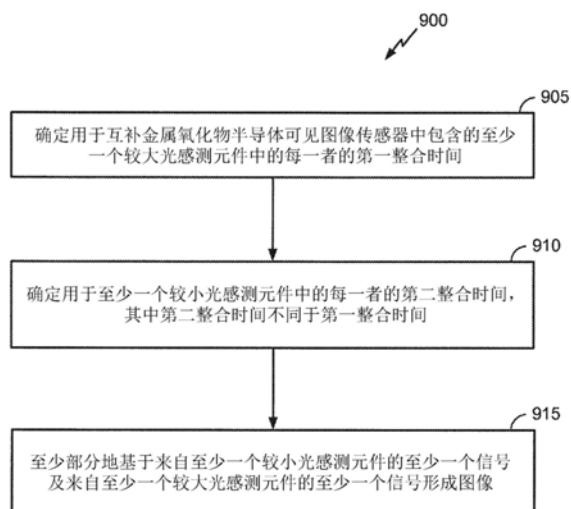 900
905
确定用于互补金属氧化物半导体可见图像传感器中包含的至少
一个较大光感测元件中的每一者的第一整合时间
910
确定用于至少一个较小光感测元件中的每一者的第二整合时间，
其中第二整合时间不同于第一整合时间
915
至少部分地基于来自至少一个较小光感测元件的至少一个信号
及来自至少一个较大光感测元件的至少一个信号形成图像